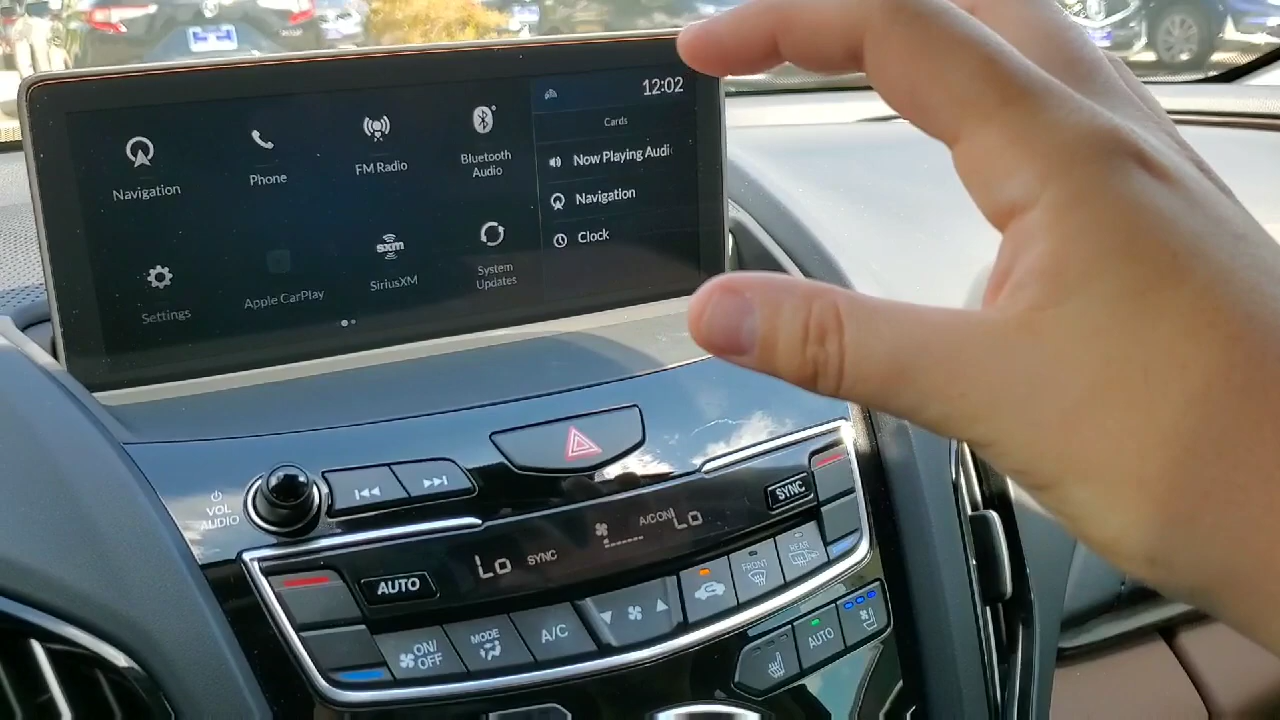 12:02
Cards
Navigation
Phone
FM Radio
Bluetooth
Audio
Now Playing Audi
Navigation
Clock
Settings
Apple CarPlay
sxm
SiriusXM
System
Updates
VOL
AUDIO
SYNC
Lo
SYNC
A/CON
Lo
AUTO
ON
OFF
MODE
A/C
FRONT
REAR
AUTO